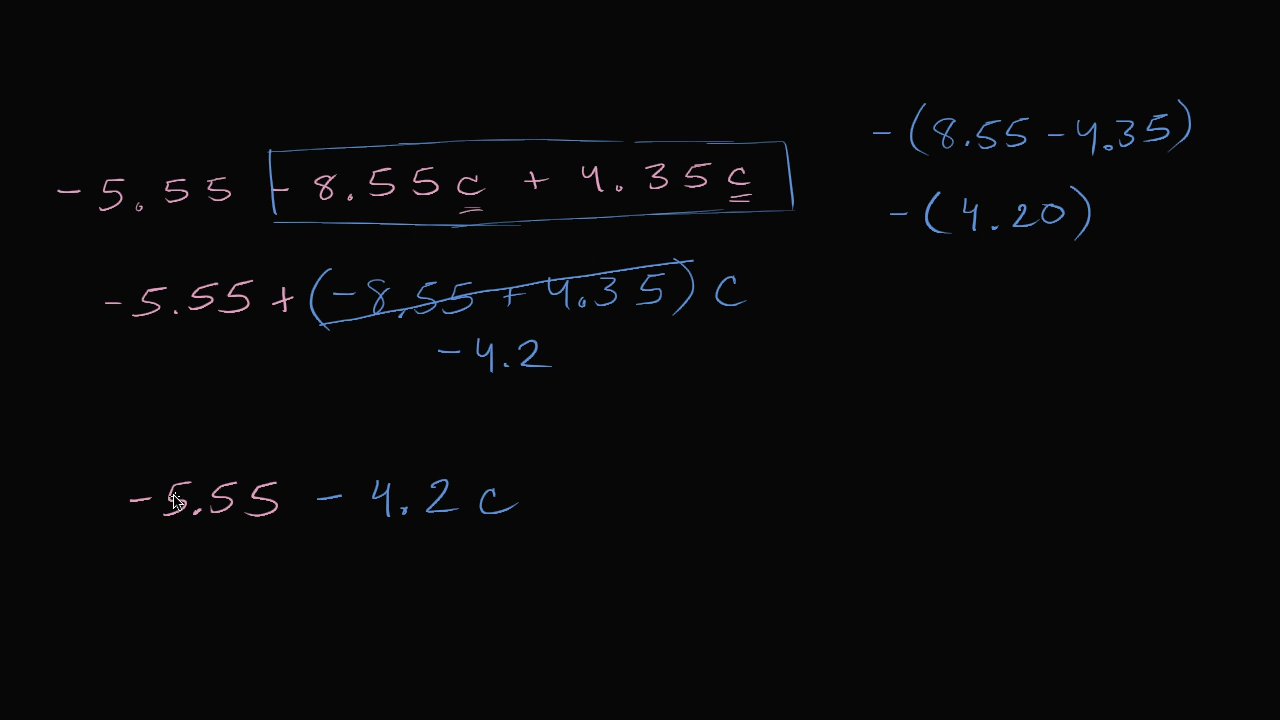 -5.55 - 8.55c + 4.35c
-5.55 + (-8.55 + 4.35) c
-4.2
-5.55 - 4.2c
-(8.55 - 4.35)
-(4.20)